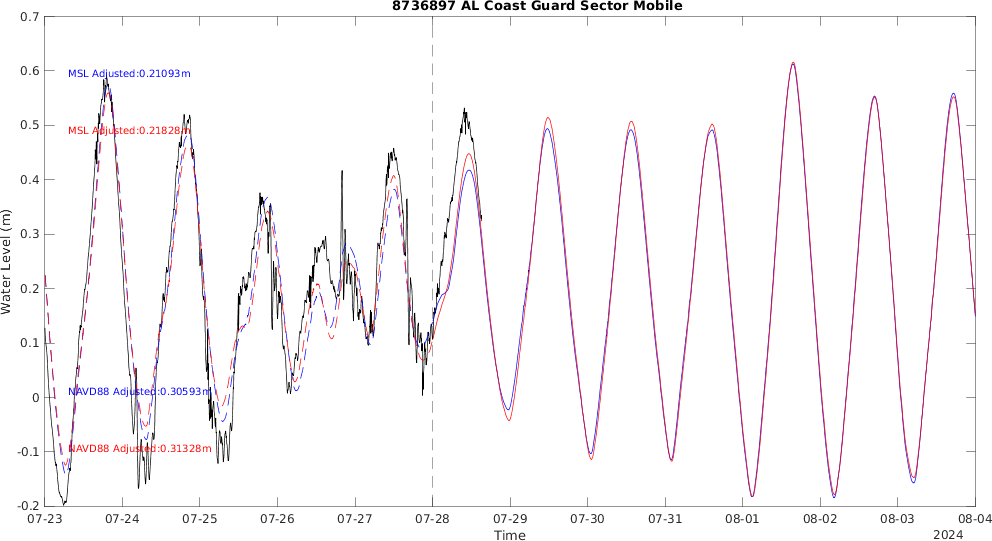 8736897 AL Coast Guard Sector Mobile
0.7
0.6
0.5
0.4
0.3
0.2
0.1
0
-0.1
-0.2
Water Level (m)
MSL Adjusted:0.21093m
MSL Adjusted:0.21828m
NAVD88 Adjusted:0.30593m
NAVD88 Adjusted:0.31328m
07-23 07-24 07-25 07-26 07-27 07-28 07-29 07-30 07-31 08-01 08-02 08-03 08-04
Time
2024